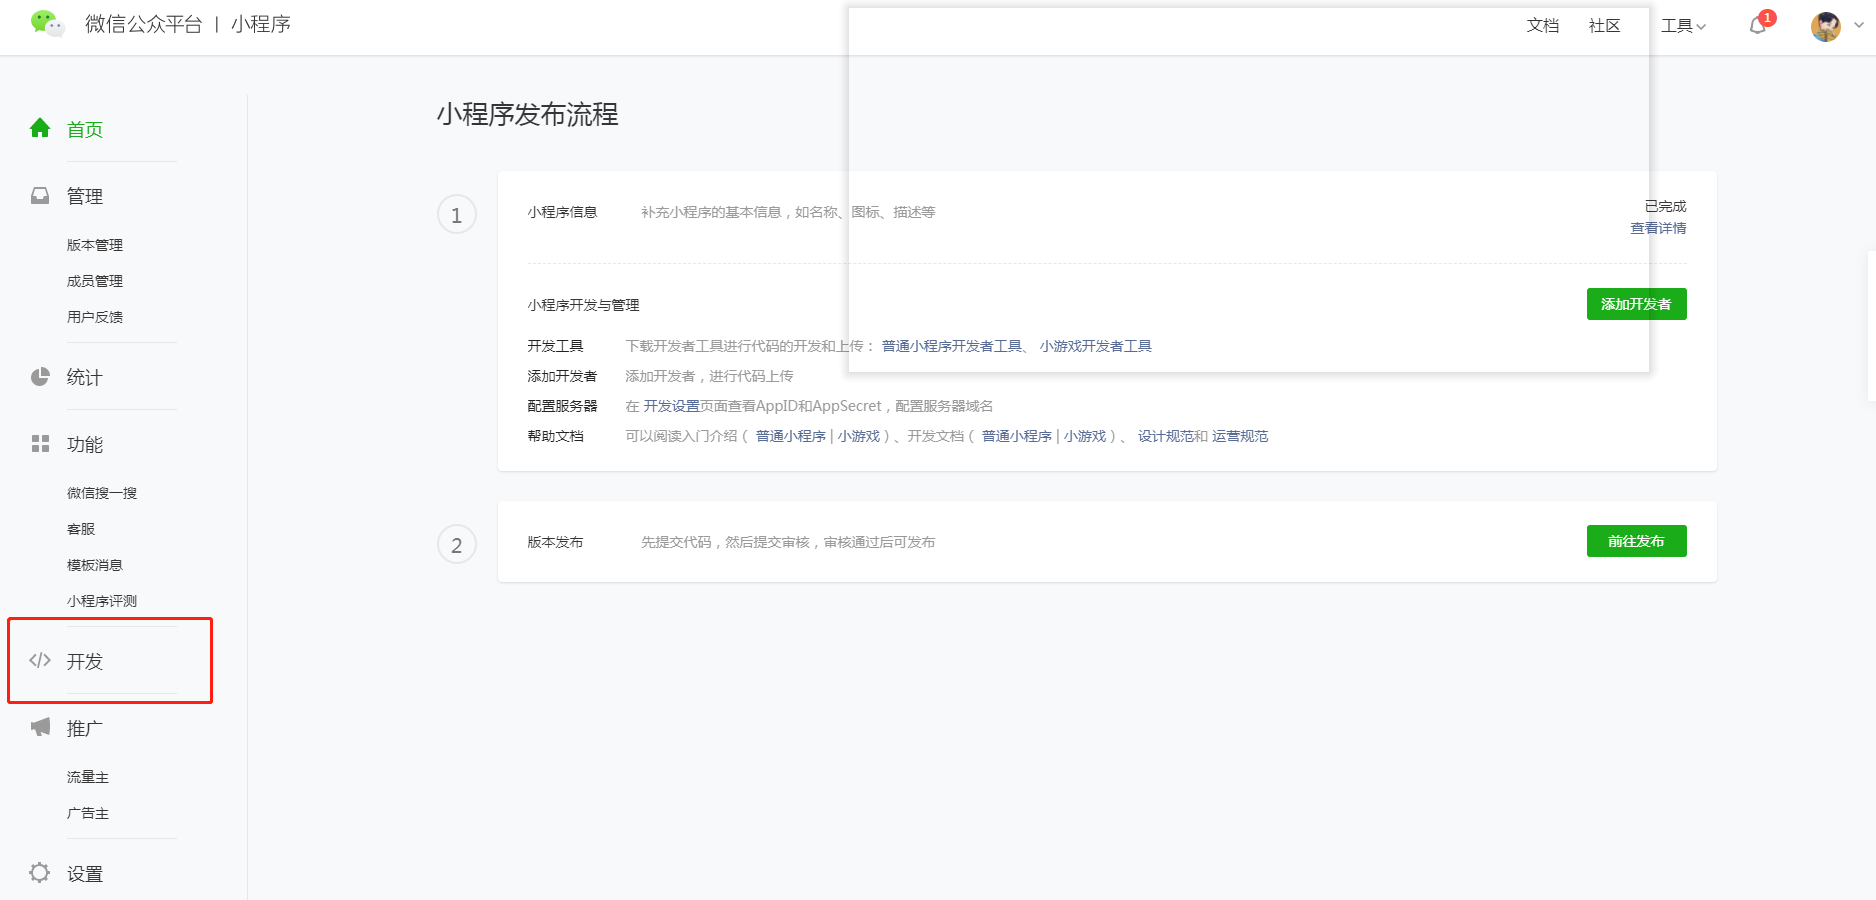 微信公众平台 | 小程序
文档 社区 工具 1
首页
管理
版本管理
成员管理
用户反馈
统计
功能
微信搜一搜
客服
模板消息
小程序评测
开发
推广
流量主
广告主
设置
小程序发布流程
1
小程序信息 补充小程序的基本信息，如名称、图标、描述等 已完成
查看详情
小程序开发与管理 添加开发者
开发工具 下载开发者工具进行代码的开发和上传： 普通小程序开发者工具、 小游戏开发者工具
添加开发者 添加开发者，进行代码上传
配置服务器 在 开发设置页面查看AppID和AppSecret，配置服务器域名
帮助文档 可以阅读入门介绍（ 普通小程序 | 小游戏 ）、开发文档（ 普通小程序 | 小游戏 ）、 设计规范和 运营规范
2
版本发布 先提交代码，然后提交审核，审核通过后可发布 前往发布